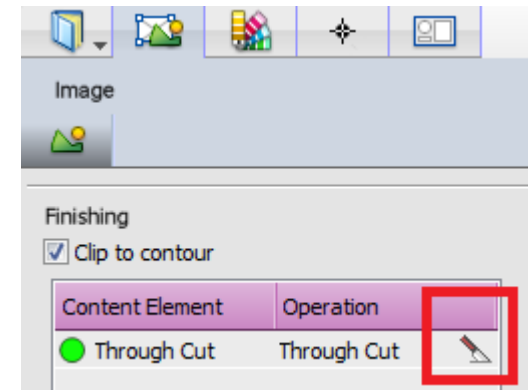 Image
Finishing
Clip to contour
Content Element Operation
Through Cut Through Cut